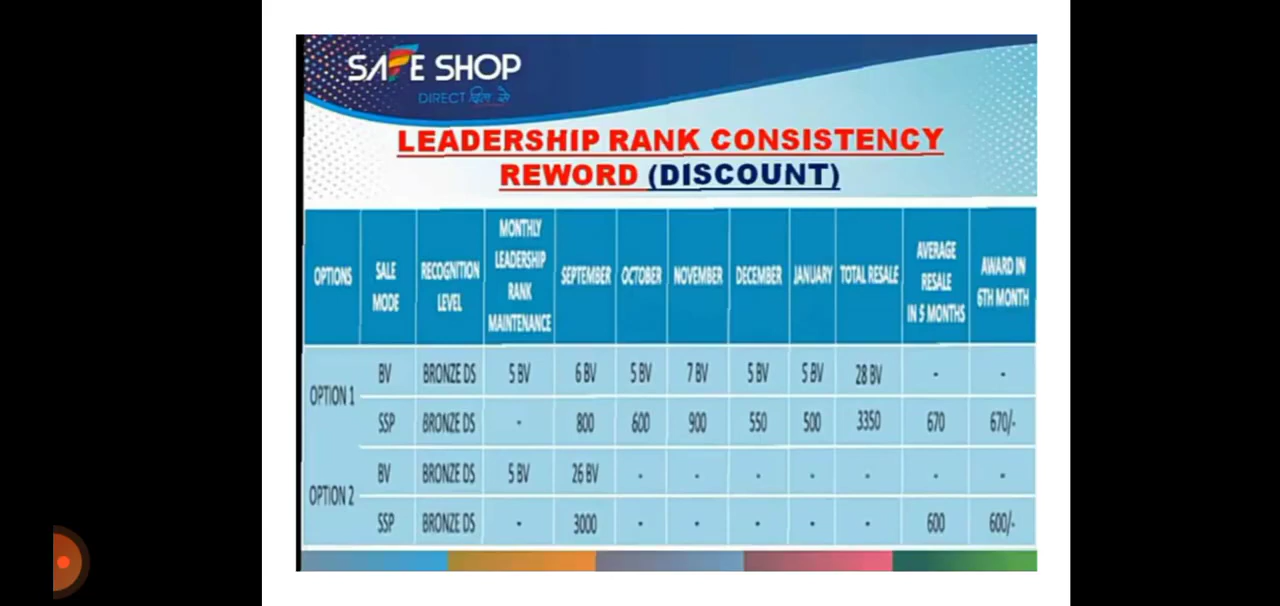 SAFE SHOP
DIRECT दिल से
LEADERSHIP RANK CONSISTENCY
REWORD (DISCOUNT)
OPTIONS SALE MODE RECOGNITION LEVEL MONTHLY LEADERSHIP RANK MAINTENANCE SEPTEMBER OCTOBER NOVEMBER DECEMBER JANUARY TOTAL RESALE AVERAGE RESALE IN 5 MONTHS AWARD IN 6TH MONTH
OPTION 1
BV BRONZE DS 5 BV 6 BV 5 BV 7 BV 5 BV 5 BV 28 BV - -
SSP BRONZE DS - 800 600 900 550 500 3350 670 670/-
OPTION 2
BV BRONZE DS 5 BV 26 BV - - - - - - -
SSP BRONZE DS - 3000 - - - - - 600 600/-